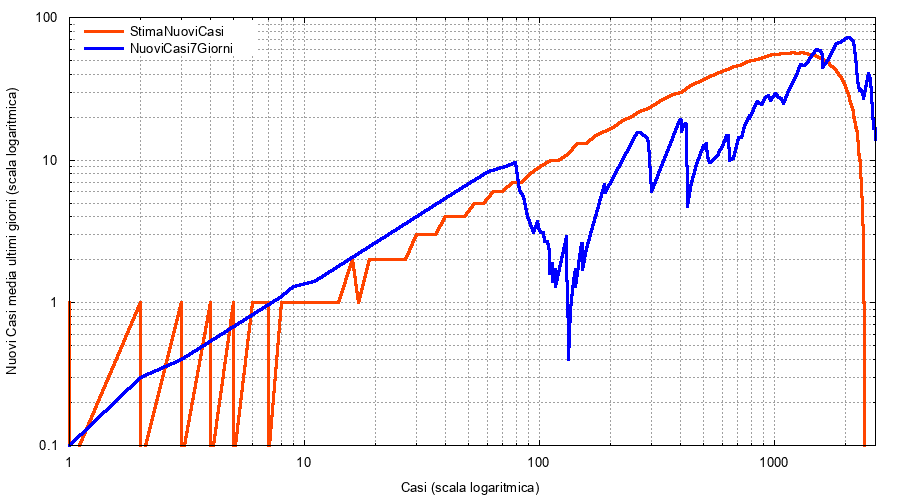 100
StimaNuoviCasi
NuoviCasi7Giorni
10
1
0.1
Nuovi Casi media ultimi giorni (scala logaritmica)
1
10
100
1000
Casi (scala logaritmica)